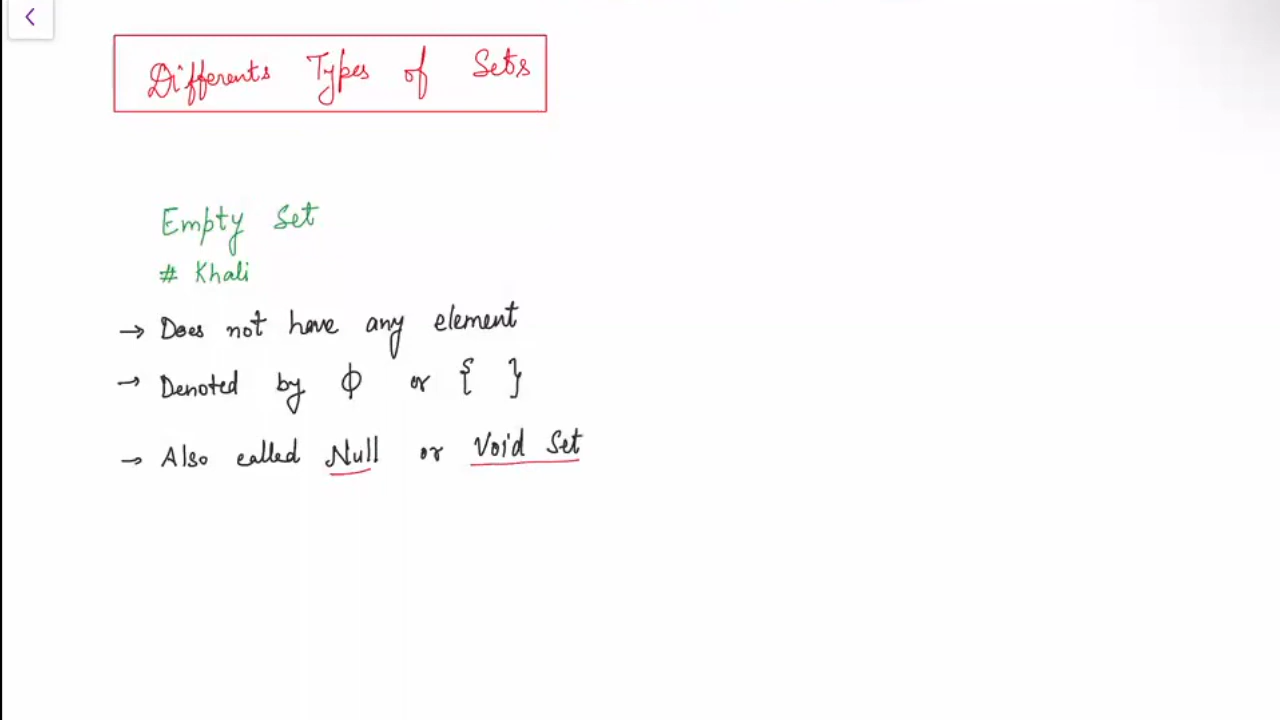 Differents Types of Sets
Empty Set
# Khali
→ Does not have any element
→ Denoted by ϕ or { }
→ Also called Null or Void Set